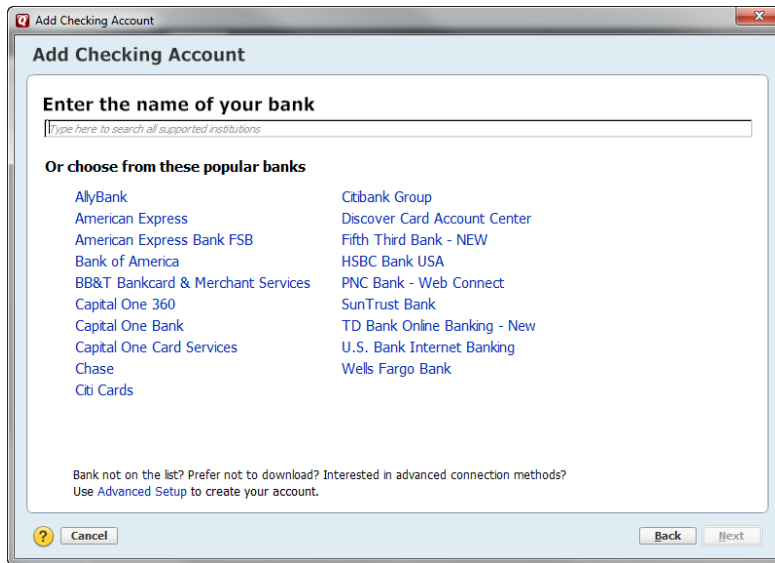 Add Checking Account
Add Checking Account
Enter the name of your bank
Type here to search all supported institutions
Or choose from these popular banks
AllyBank
American Express
American Express Bank FSB
Bank of America
BB&T Bankcard & Merchant Services
Capital One 360
Capital One Bank
Capital One Card Services
Chase
Citi Cards
Citibank Group
Discover Card Account Center
Fifth Third Bank - NEW
HSBC Bank USA
PNC Bank - Web Connect
SunTrust Bank
TD Bank Online Banking - New
U.S. Bank Internet Banking
Wells Fargo Bank
Bank not on the list? Prefer not to download? Interested in advanced connection methods?
Use Advanced Setup to create your account.
? Cancel Back Next